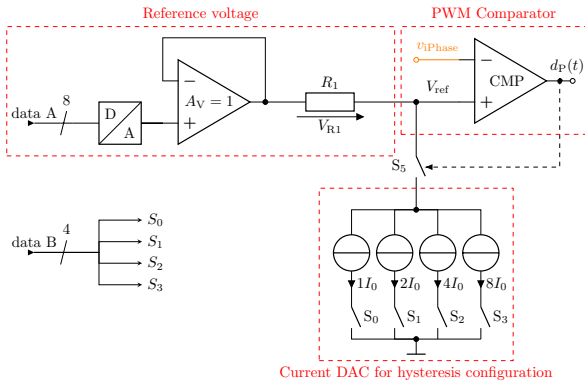 Reference voltage
PWM Comparator
v_iPhase
d_P(t)
CMP
−
+
V_ref
8
data A
D
A
−
+
A_V = 1
R_1
V_R1
S_5
4
data B
S_0
S_1
S_2
S_3
1I_0
2I_0
4I_0
8I_0
S_0
S_1
S_2
S_3
Current DAC for hysteresis configuration